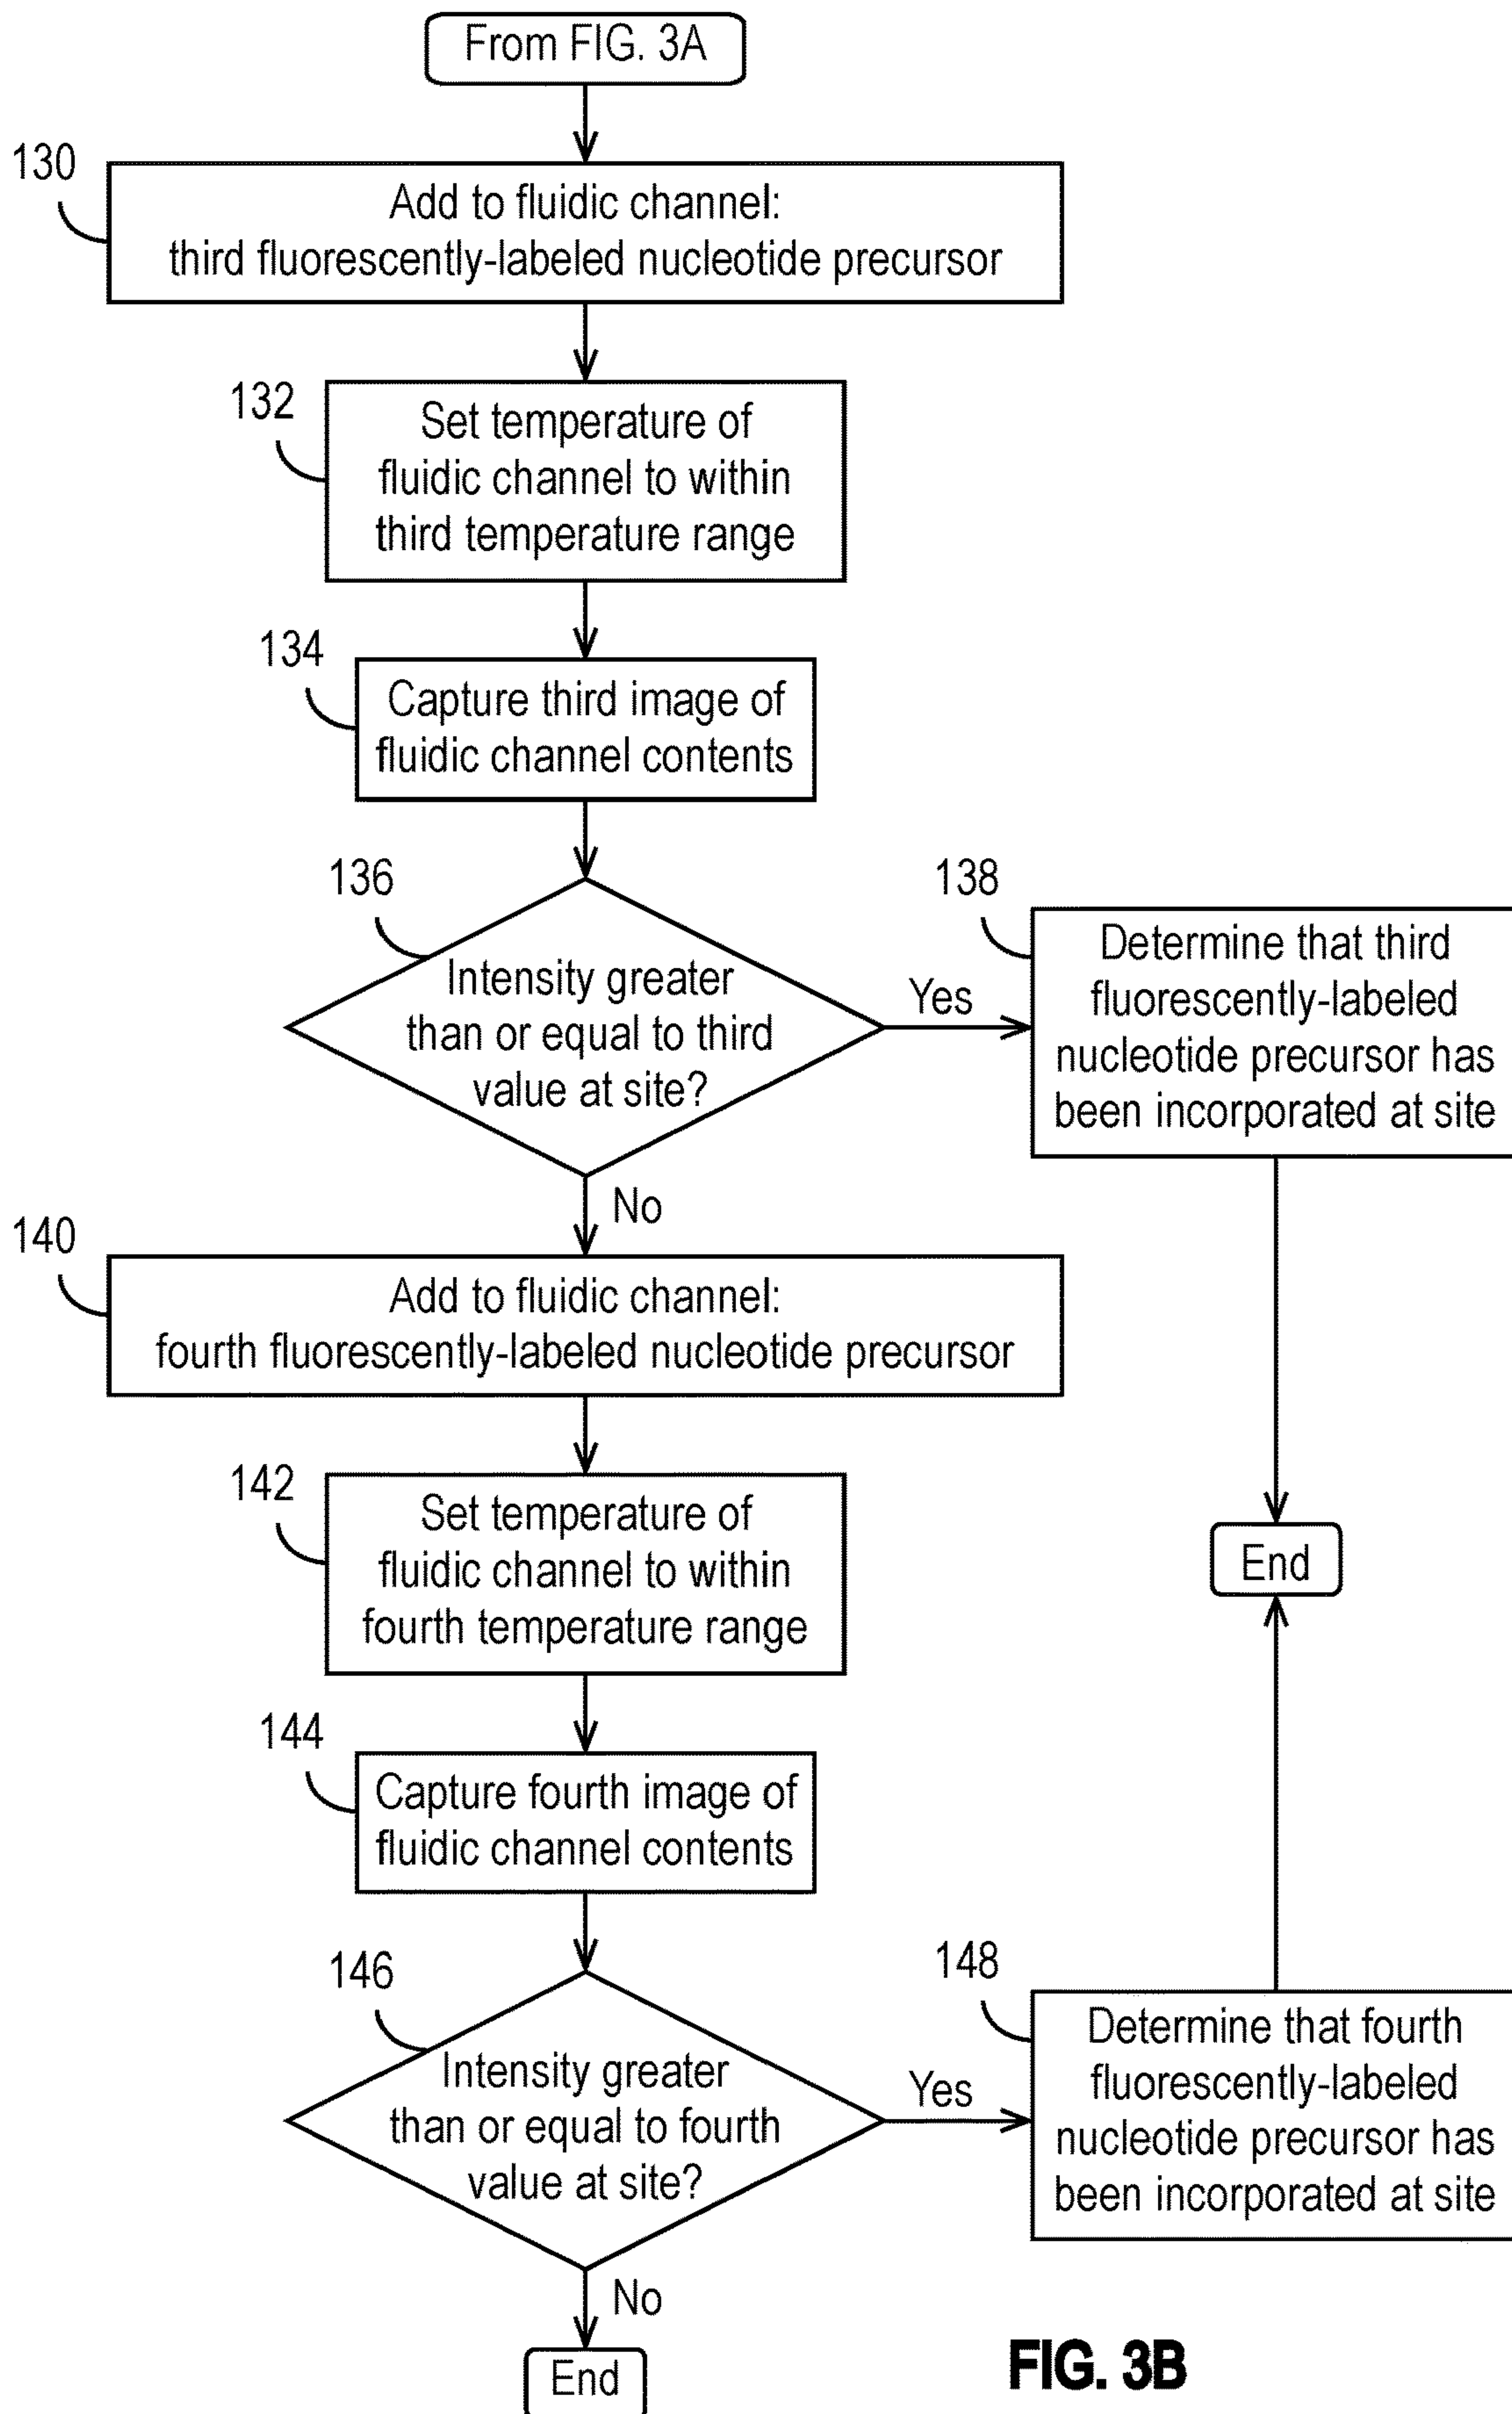 From FIG. 3A
130
Add to fluidic channel:
third fluorescently-labeled nucleotide precursor
132
Set temperature of
fluidic channel to within
third temperature range
134
Capture third image of
fluidic channel contents
136
Intensity greater
than or equal to third
value at site?
Yes
138
Determine that third
fluorescently-labeled
nucleotide precursor has
been incorporated at site
No
140
Add to fluidic channel:
fourth fluorescently-labeled nucleotide precursor
142
Set temperature of
fluidic channel to within
fourth temperature range
End
144
Capture fourth image of
fluidic channel contents
146
Intensity greater
than or equal to fourth
value at site?
Yes
148
Determine that fourth
fluorescently-labeled
nucleotide precursor has
been incorporated at site
No
End
FIG. 3B